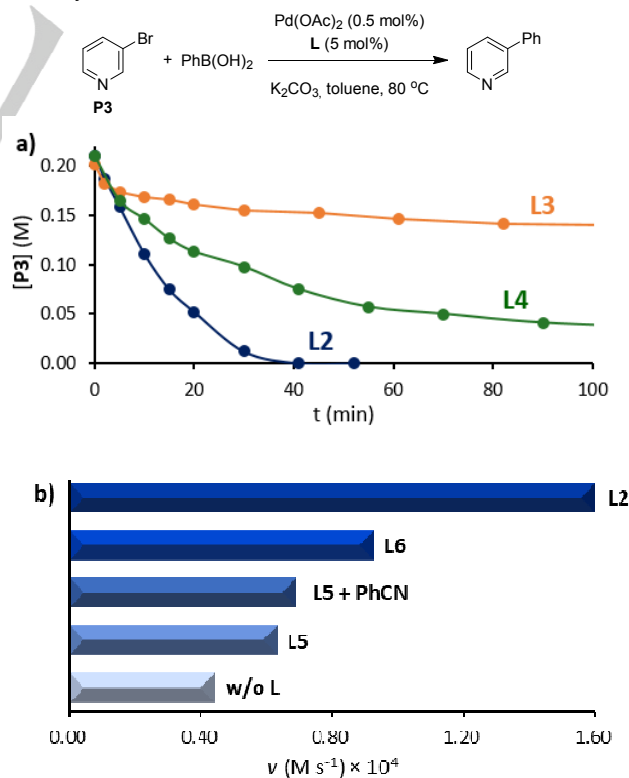 Pd(OAc)2 (0.5 mol%)
L (5 mol%)
Br
+ PhB(OH)2
N
P3
K2CO3, toluene, 80 °C
Ph
N
a)
0.20
0.15
0.10
0.05
0.00
[P3] (M)
L3
L4
L2
0 20 40 60 80 100
t (min)
b)
L2
L6
L5 + PhCN
L5
w/o L
0.00 0.40 0.80 1.20 1.60
v (M s⁻¹) × 10⁴